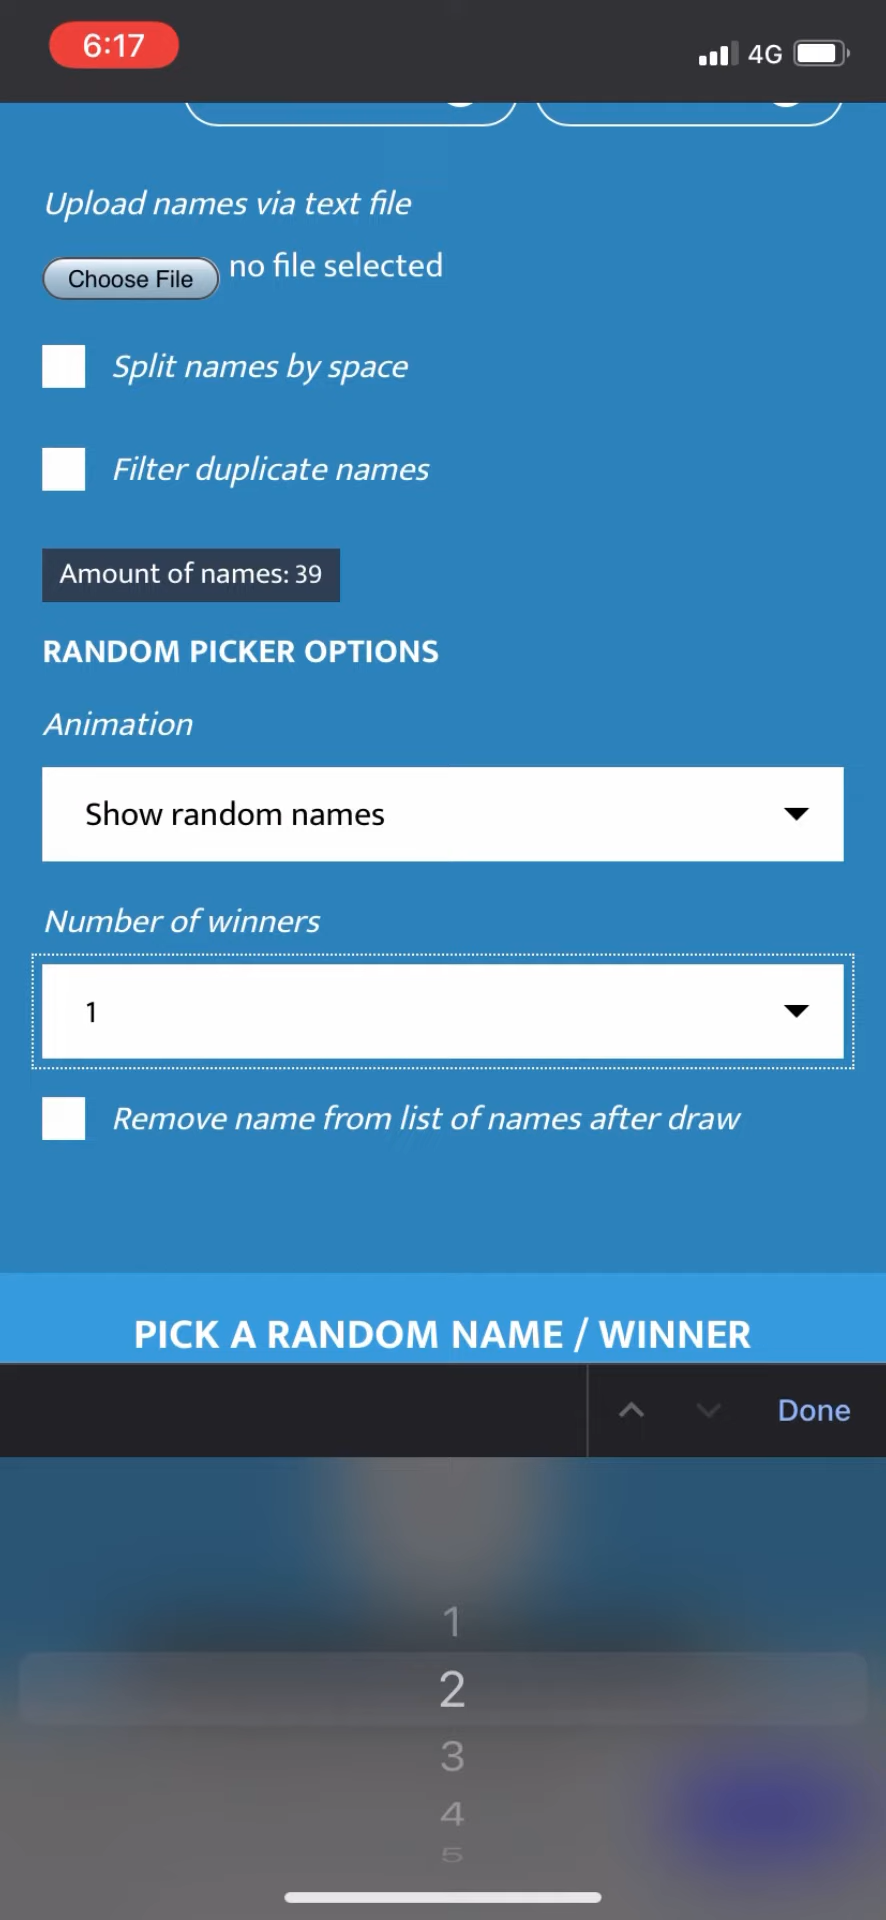 6:17
4G
Upload names via text file
Choose File no file selected
Split names by space
Filter duplicate names
Amount of names: 39
RANDOM PICKER OPTIONS
Animation
Show random names
Number of winners
1
Remove name from list of names after draw
PICK A RANDOM NAME / WINNER
Done
1
2
3
4
5